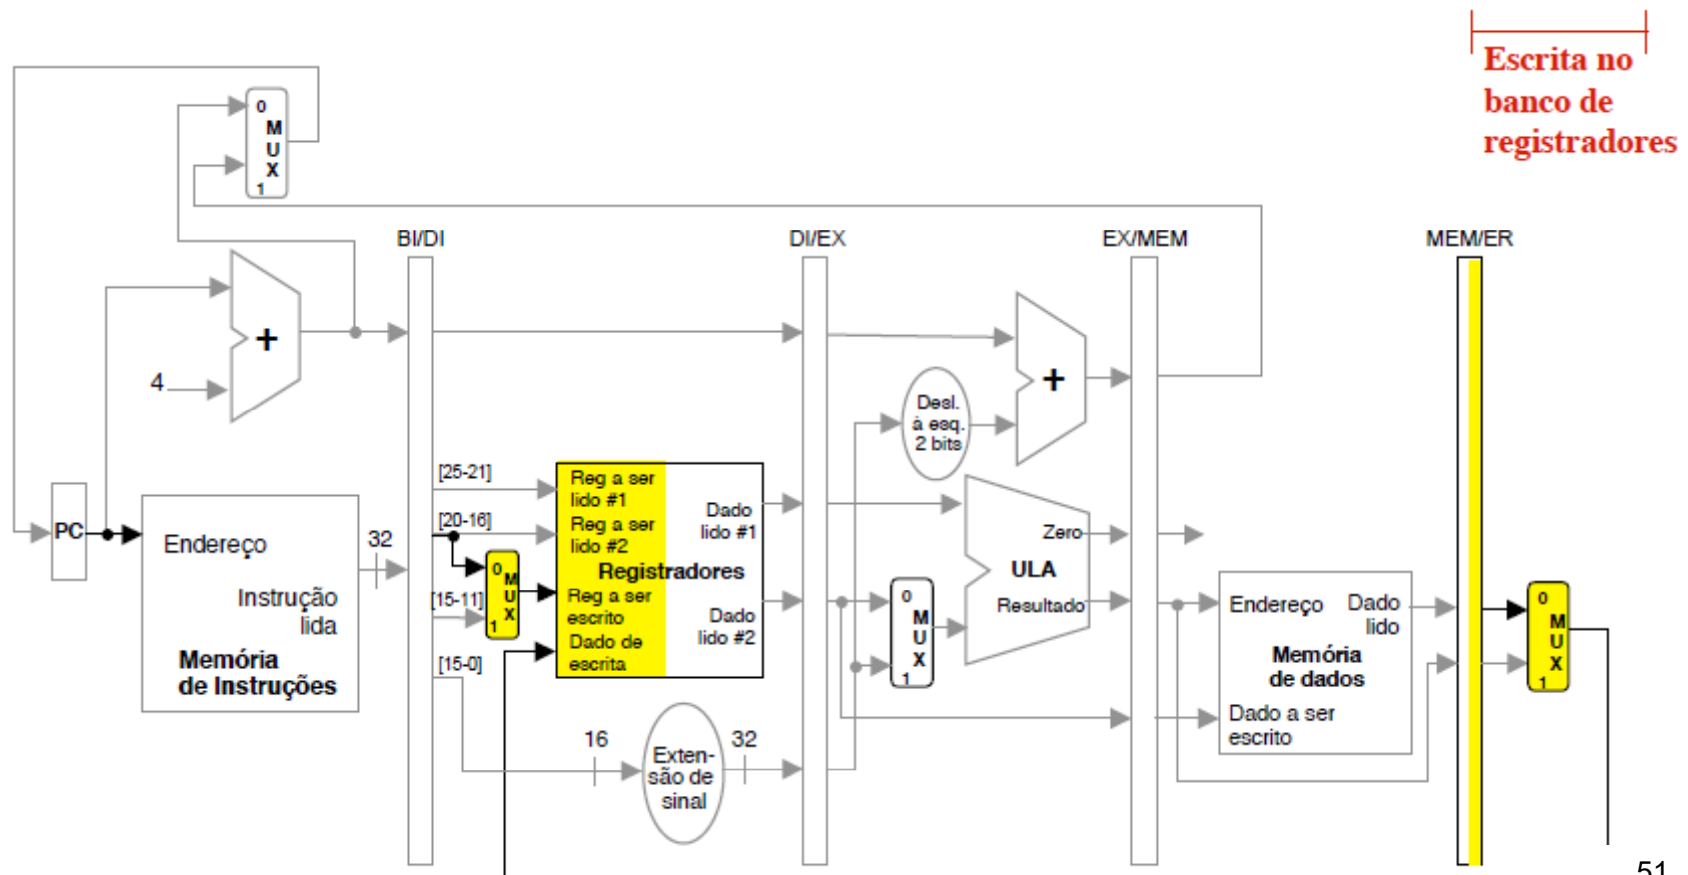 Escrita no
banco de
registradores
0
M
U
X
1
BI/DI
DI/EX
EX/MEM
MEM/ER
+
4
+
Desl.
à esq.
2 bits
PC
Endereço
Instrução
lida
Memória
de Instruções
32
[25-21]
[20-16]
[15-11]
[15-0]
0
M
U
X
1
Reg a ser
lido #1
Reg a ser
lido #2
Registradores
Reg a ser
escrito
Dado de
escrita
Dado
lido #1
Dado
lido #2
16
Exten-
são de
sinal
32
0
M
U
X
1
Zero
ULA
Resultado
Endereço
Dado
lido
Memória
de dados
Dado a ser
escrito
0
M
U
X
1
51